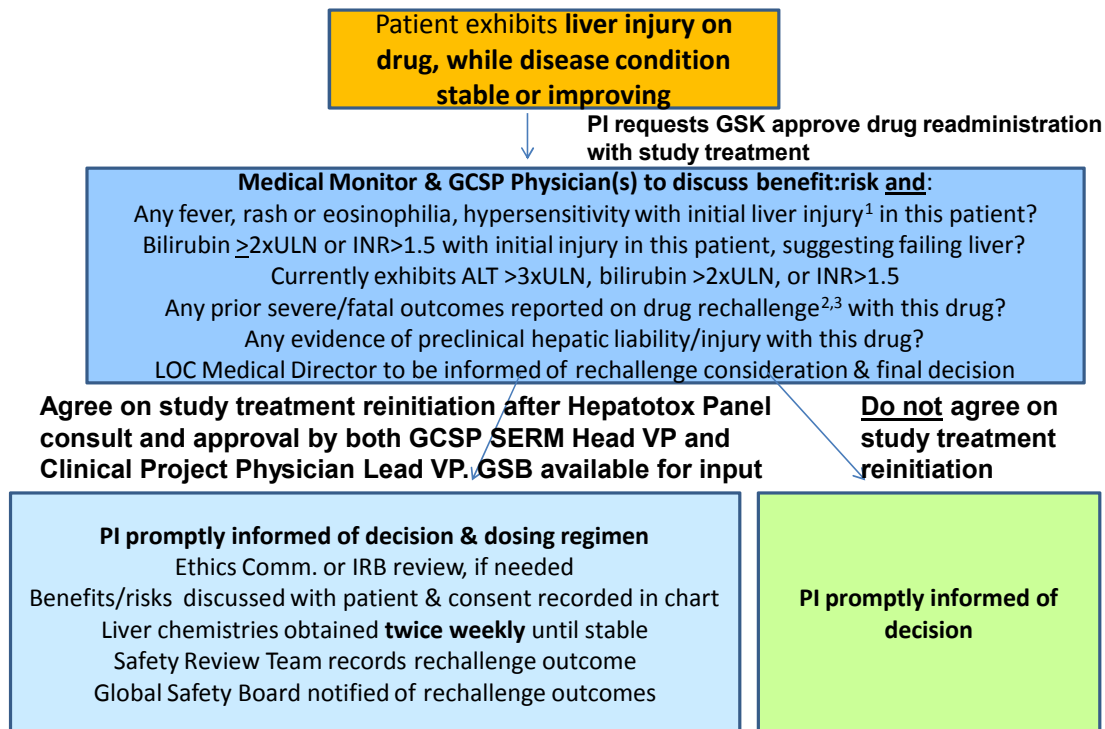 Patient exhibits liver injury on
drug, while disease condition
stable or improving
PI requests GSK approve drug readministration
with study treatment
Medical Monitor & GCSP Physician(s) to discuss benefit:risk and:
Any fever, rash or eosinophilia, hypersensitivity with initial liver injury1 in this patient?
Bilirubin >2xULN or INR>1.5 with initial injury in this patient, suggesting failing liver?
Currently exhibits ALT >3xULN, bilirubin >2xULN, or INR>1.5
Any prior severe/fatal outcomes reported on drug rechallenge2,3 with this drug?
Any evidence of preclinical hepatic liability/injury with this drug?
LOC Medical Director to be informed of rechallenge consideration & final decision
Agree on study treatment reinitiation after Hepatotox Panel
consult and approval by both GCSP SERM Head VP and
Clinical Project Physician Lead VP. GSB available for input
Do not agree on
study treatment
reinitiation
PI promptly informed of decision & dosing regimen
Ethics Comm. or IRB review, if needed
Benefits/risks discussed with patient & consent recorded in chart
Liver chemistries obtained twice weekly until stable
Safety Review Team records rechallenge outcome
Global Safety Board notified of rechallenge outcomes
PI promptly informed of
decision